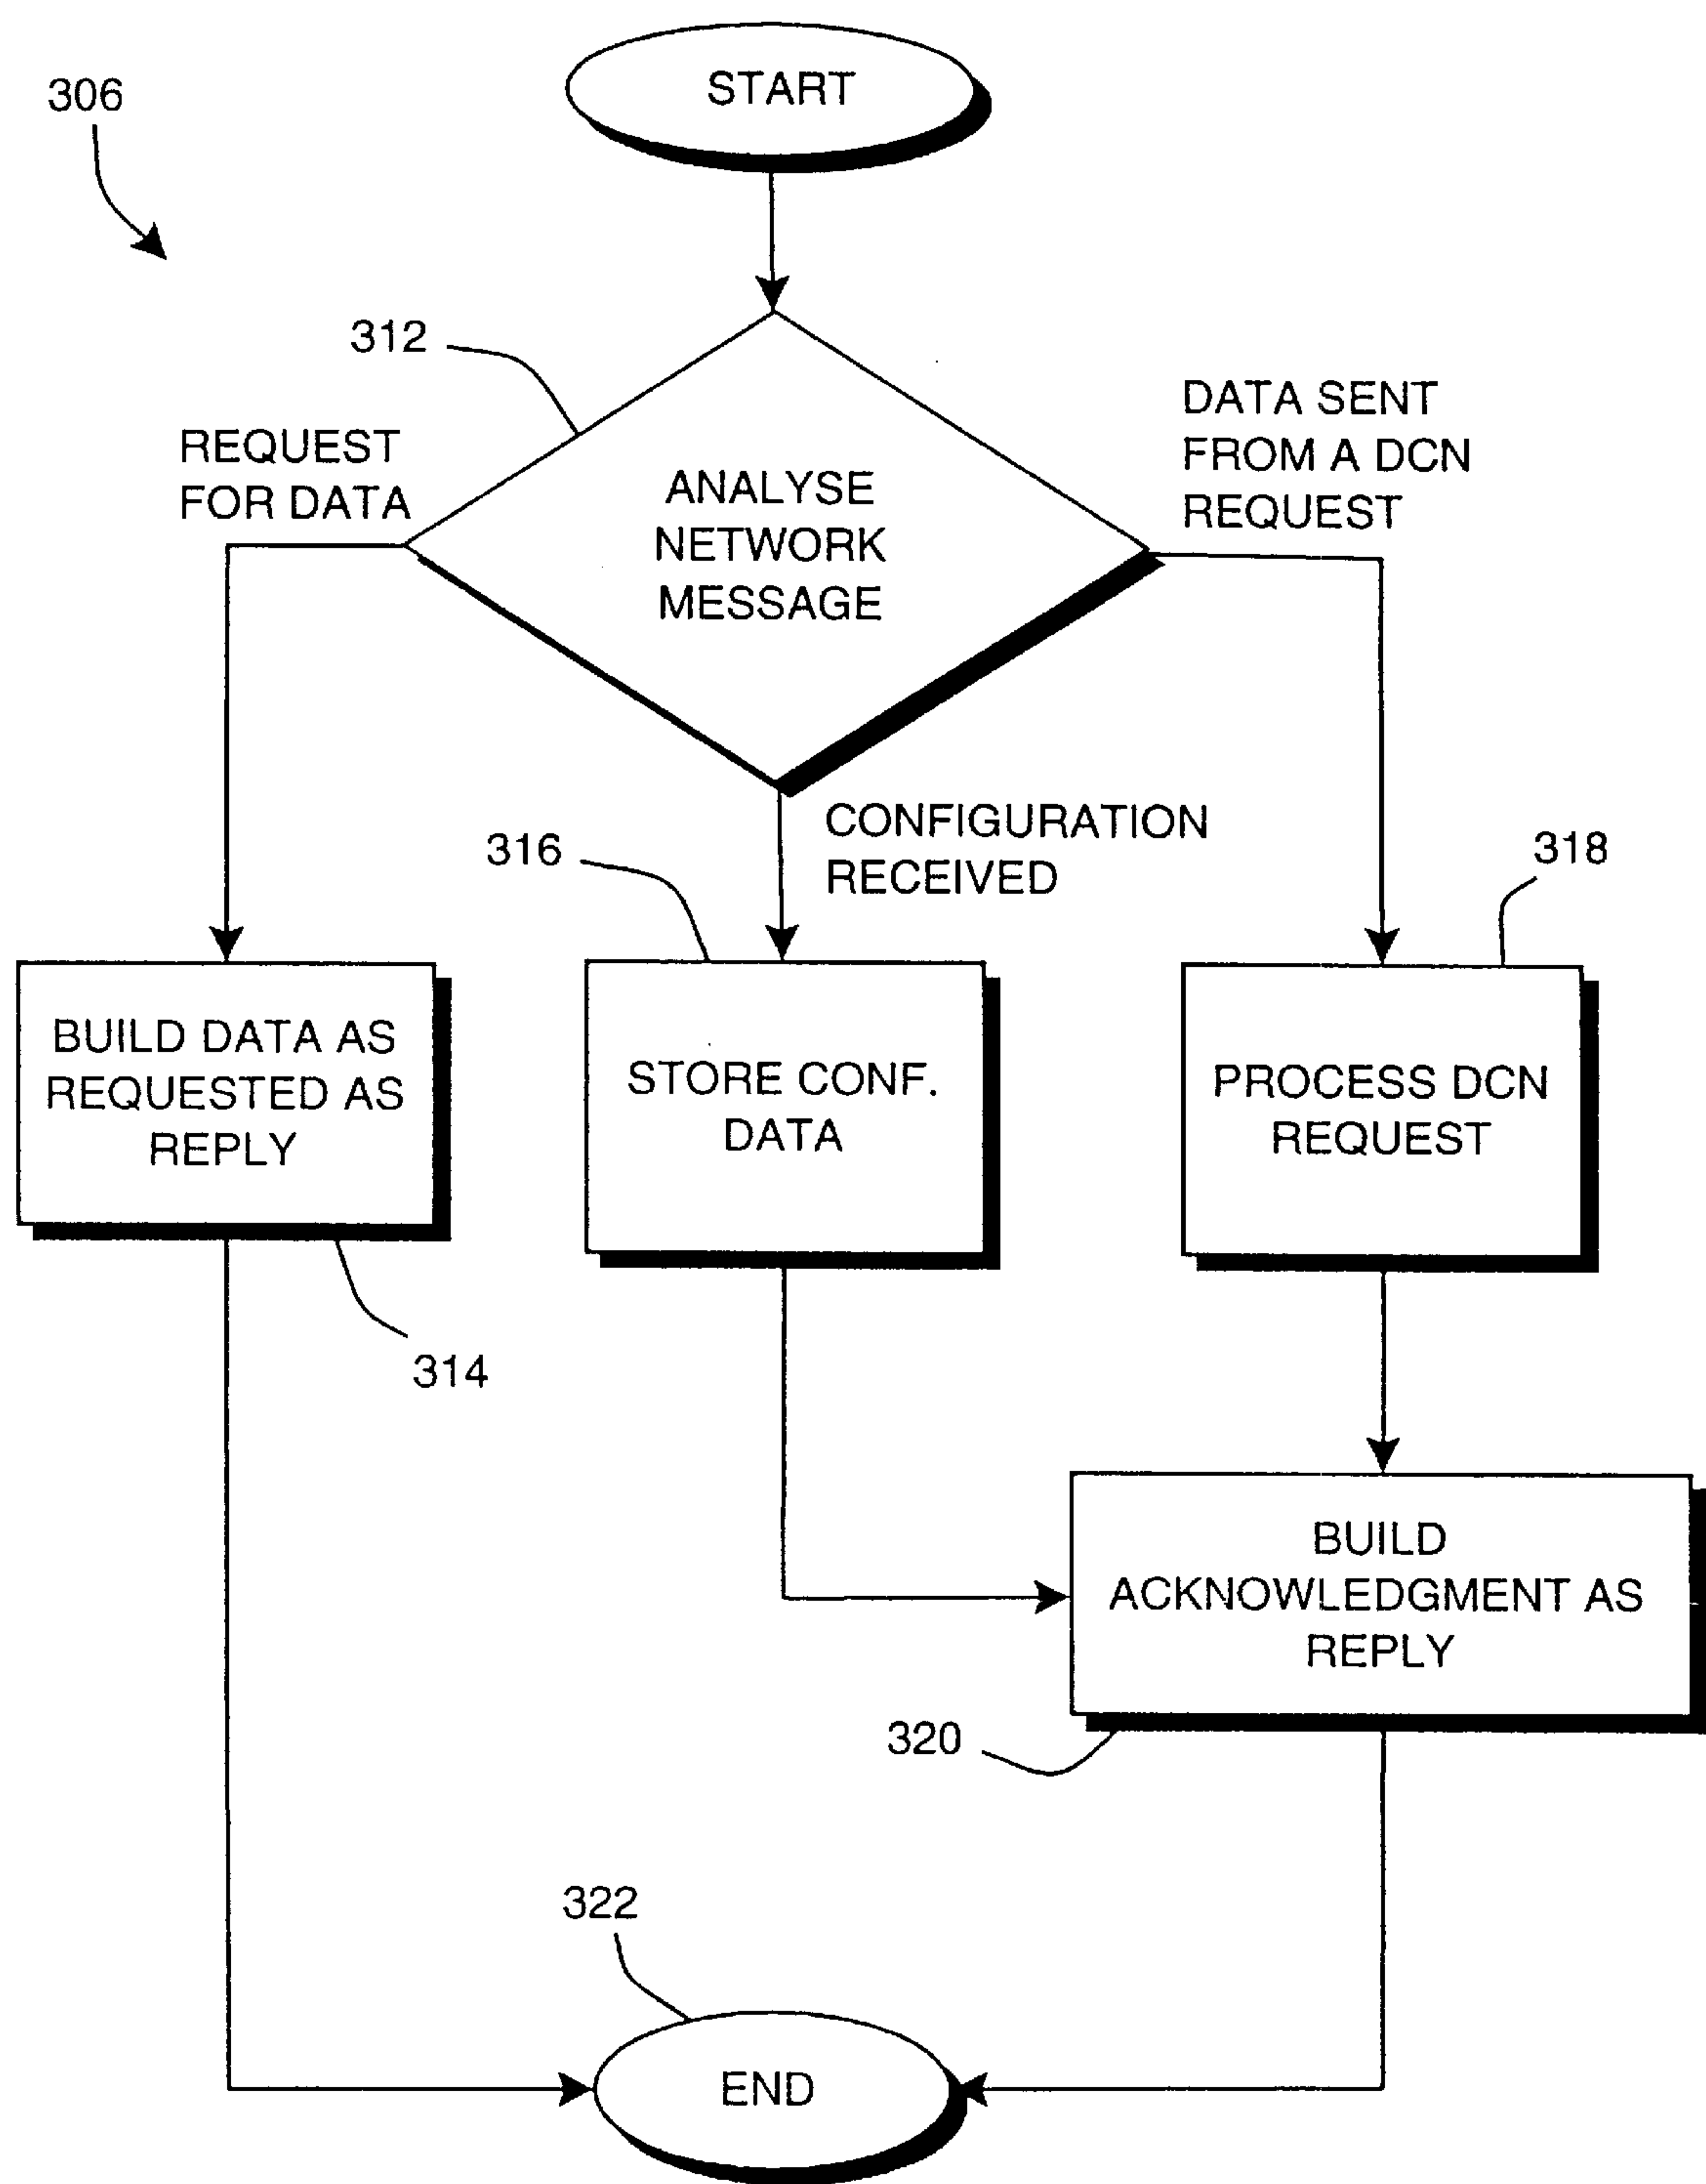 START
306
312
REQUEST
FOR DATA
ANALYSE
NETWORK
MESSAGE
DATA SENT
FROM A DCN
REQUEST
CONFIGURATION
RECEIVED
316
318
BUILD DATA AS
REQUESTED AS
REPLY
STORE CONF.
DATA
PROCESS DCN
REQUEST
314
BUILD
ACKNOWLEDGMENT AS
REPLY
320
322
END